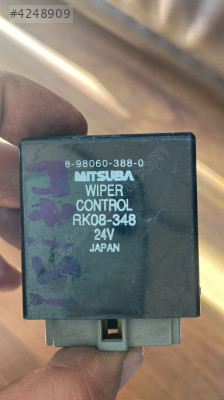 #4248909
8-98060-388-0
MITSUBA
WIPER
CONTROL
RK08-348
24V
JAPAN